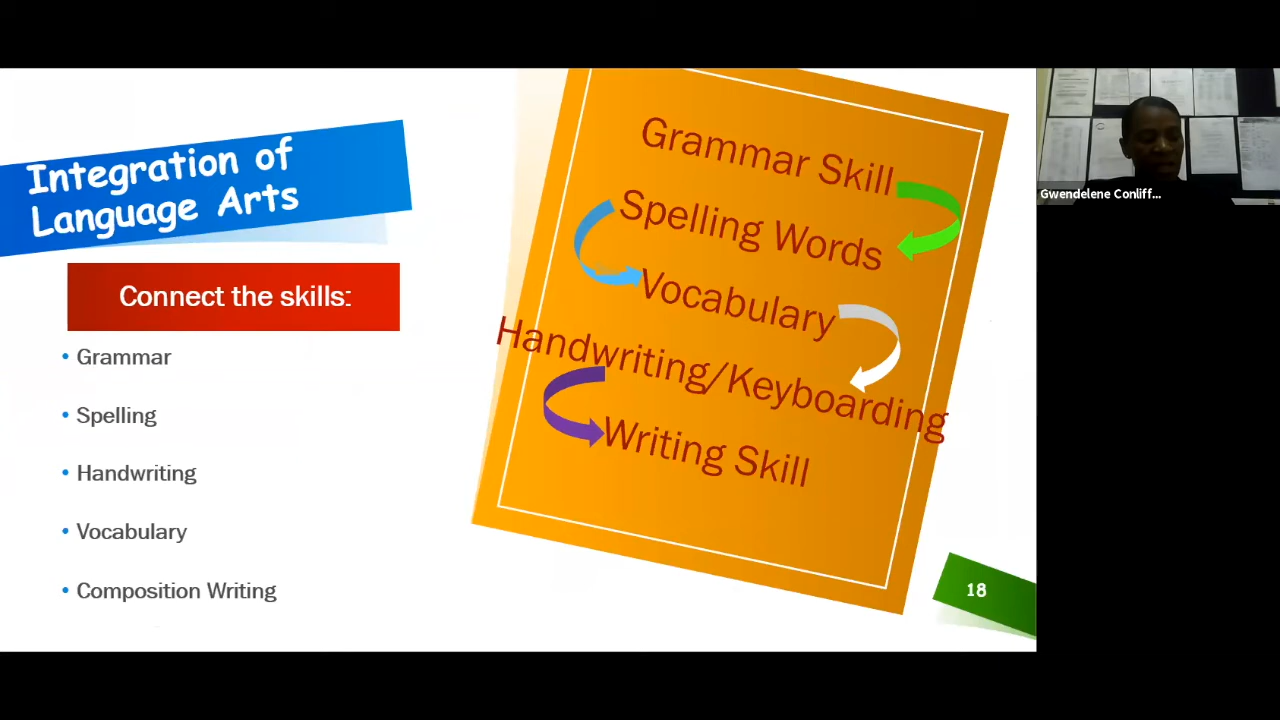 Integration of
Language Arts
Connect the skills:
• Grammar
• Spelling
• Handwriting
• Vocabulary
• Composition Writing
Grammar Skill
Spelling Words
Vocabulary
Handwriting/Keyboarding
Writing Skill
18
Gwendelene Conliff...